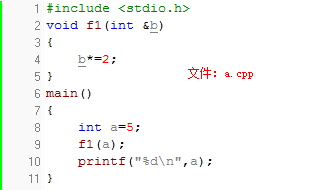 1 #include <stdio.h>
2 void f1(int &b)
3 {
4 b*=2;
文件: a.cpp
5 }
6 main()
7 {
8 int a=5;
9 f1(a);
10 printf("%d\n",a);
11 }